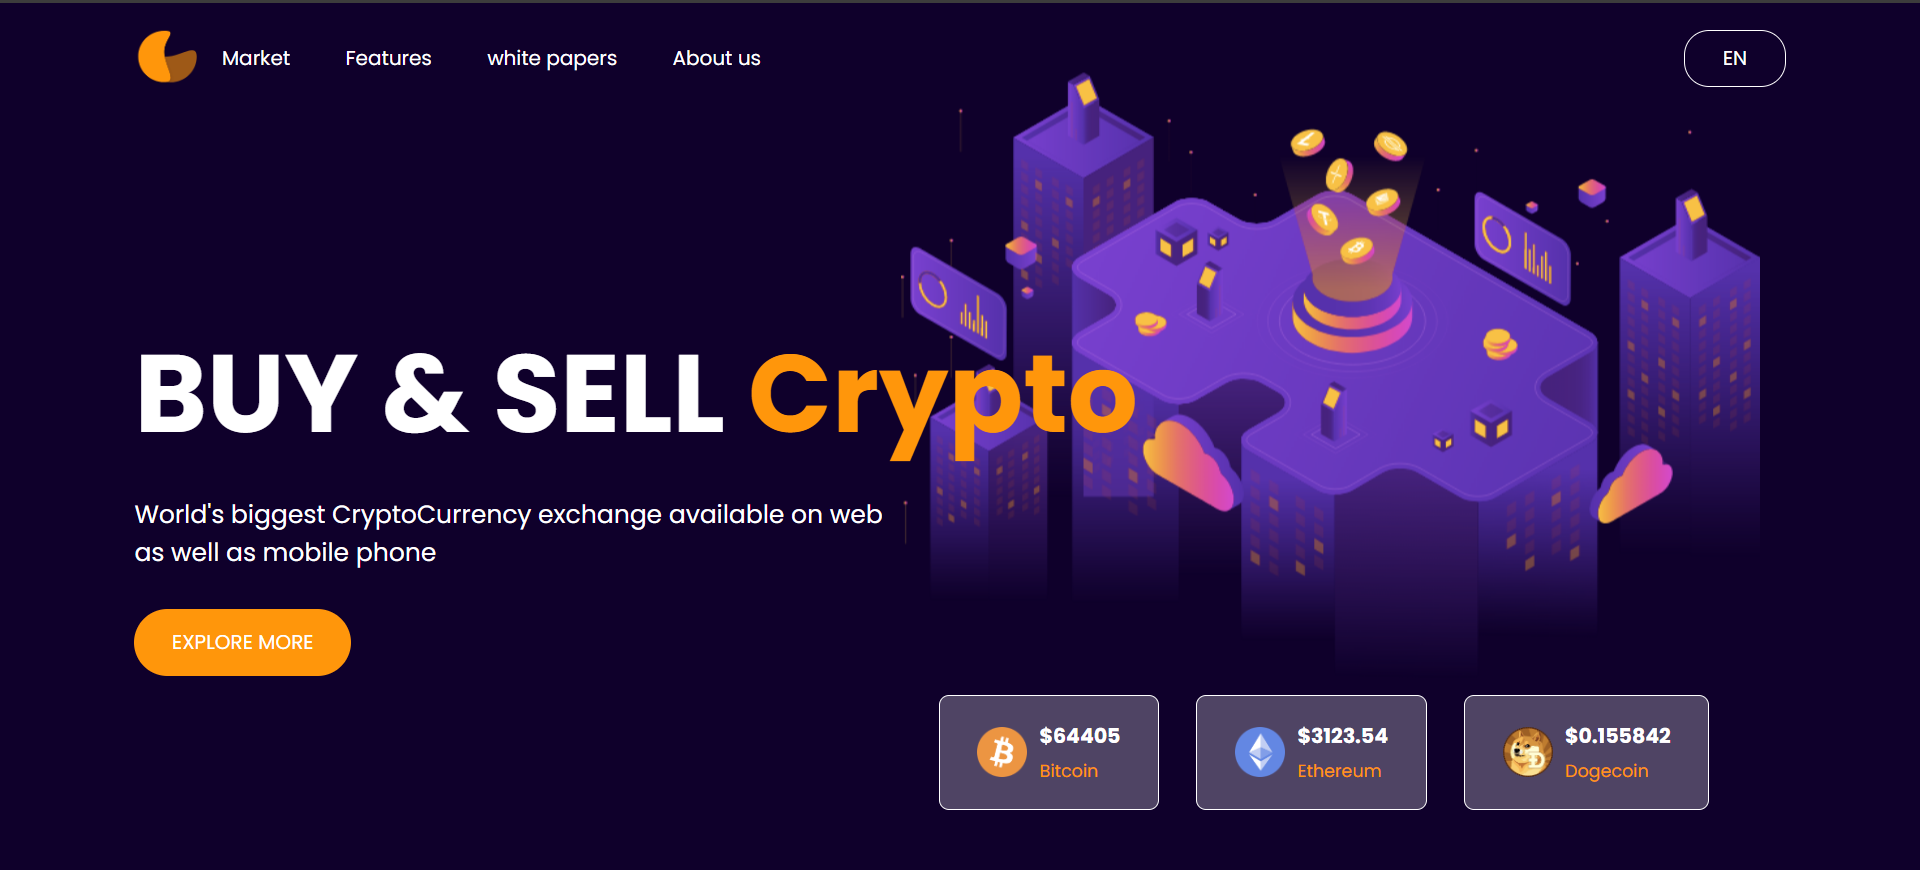 Market
Features
white papers
About us
EN
BUY & SELL Crypto
World's biggest CryptoCurrency exchange available on web
as well as mobile phone
EXPLORE MORE
$64405
Bitcoin
$3123.54
Ethereum
$0.155842
Dogecoin